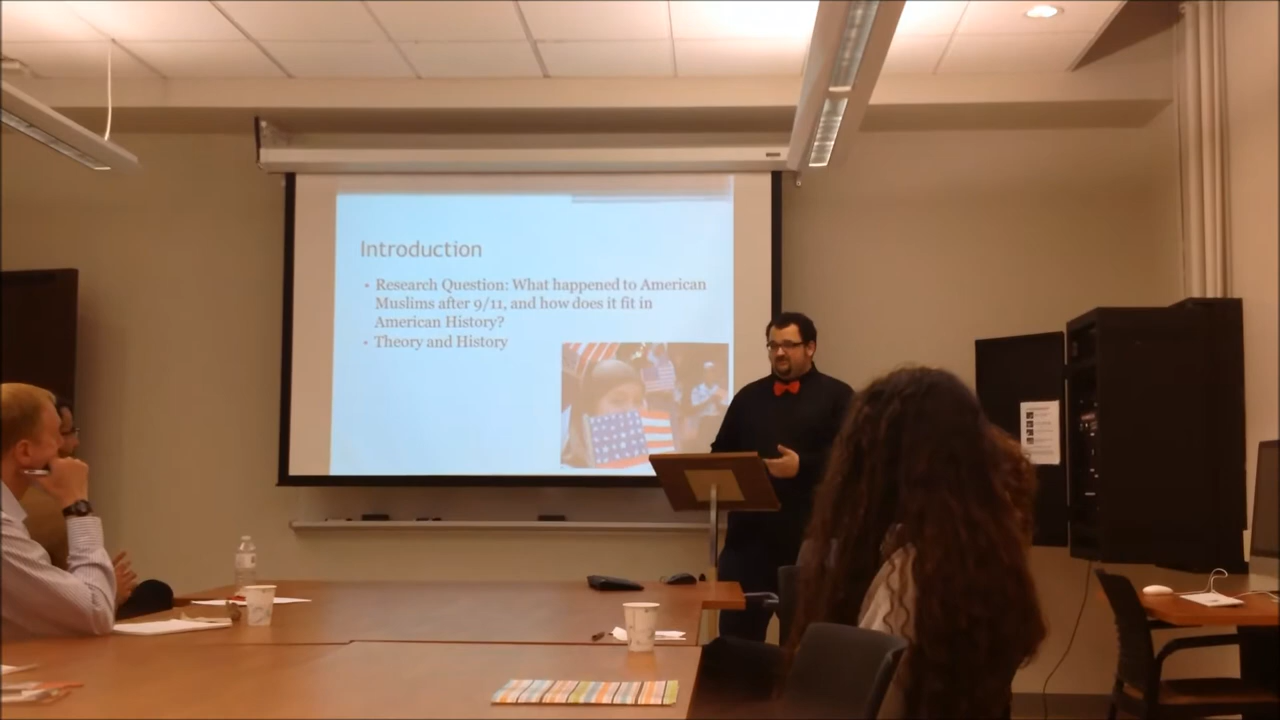 Introduction
• Research Question: What happened to American
Muslims after 9/11, and how does it fit in
American History?
• Theory and History